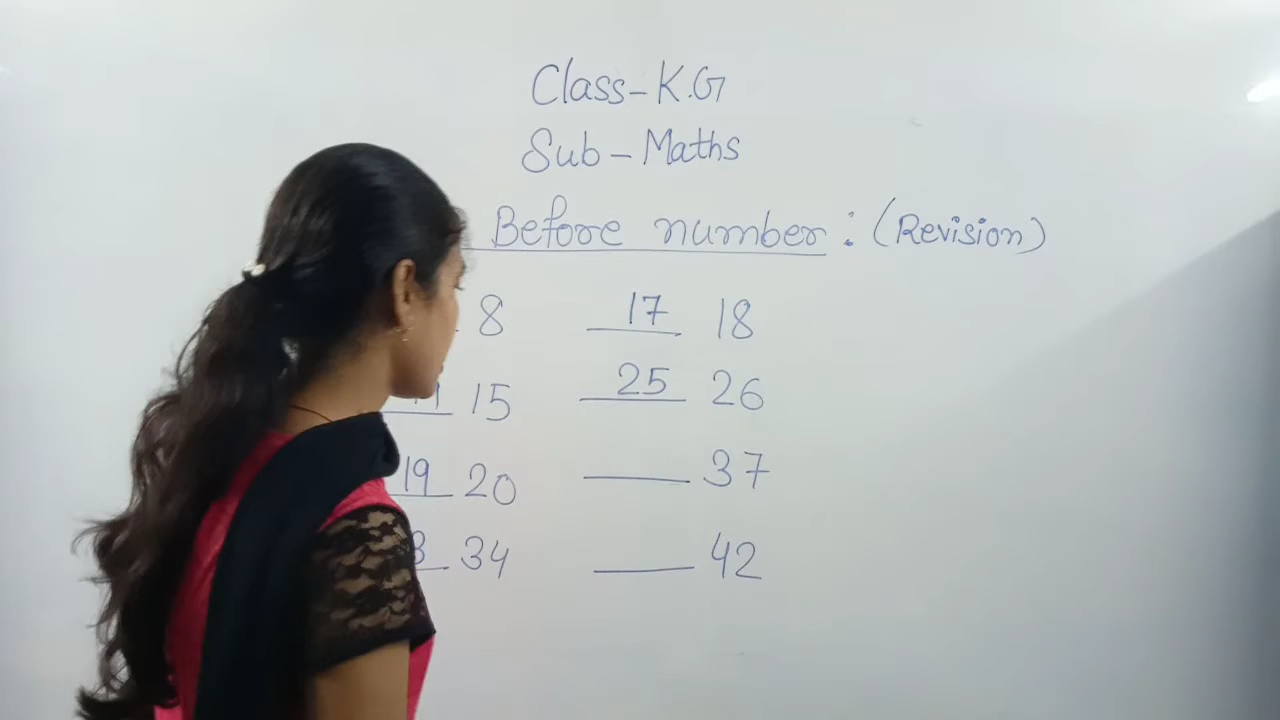 Class-K.G
Sub-Maths
Before number: (Revision)
8 17 18
15 25 26
19 20 37
34 42